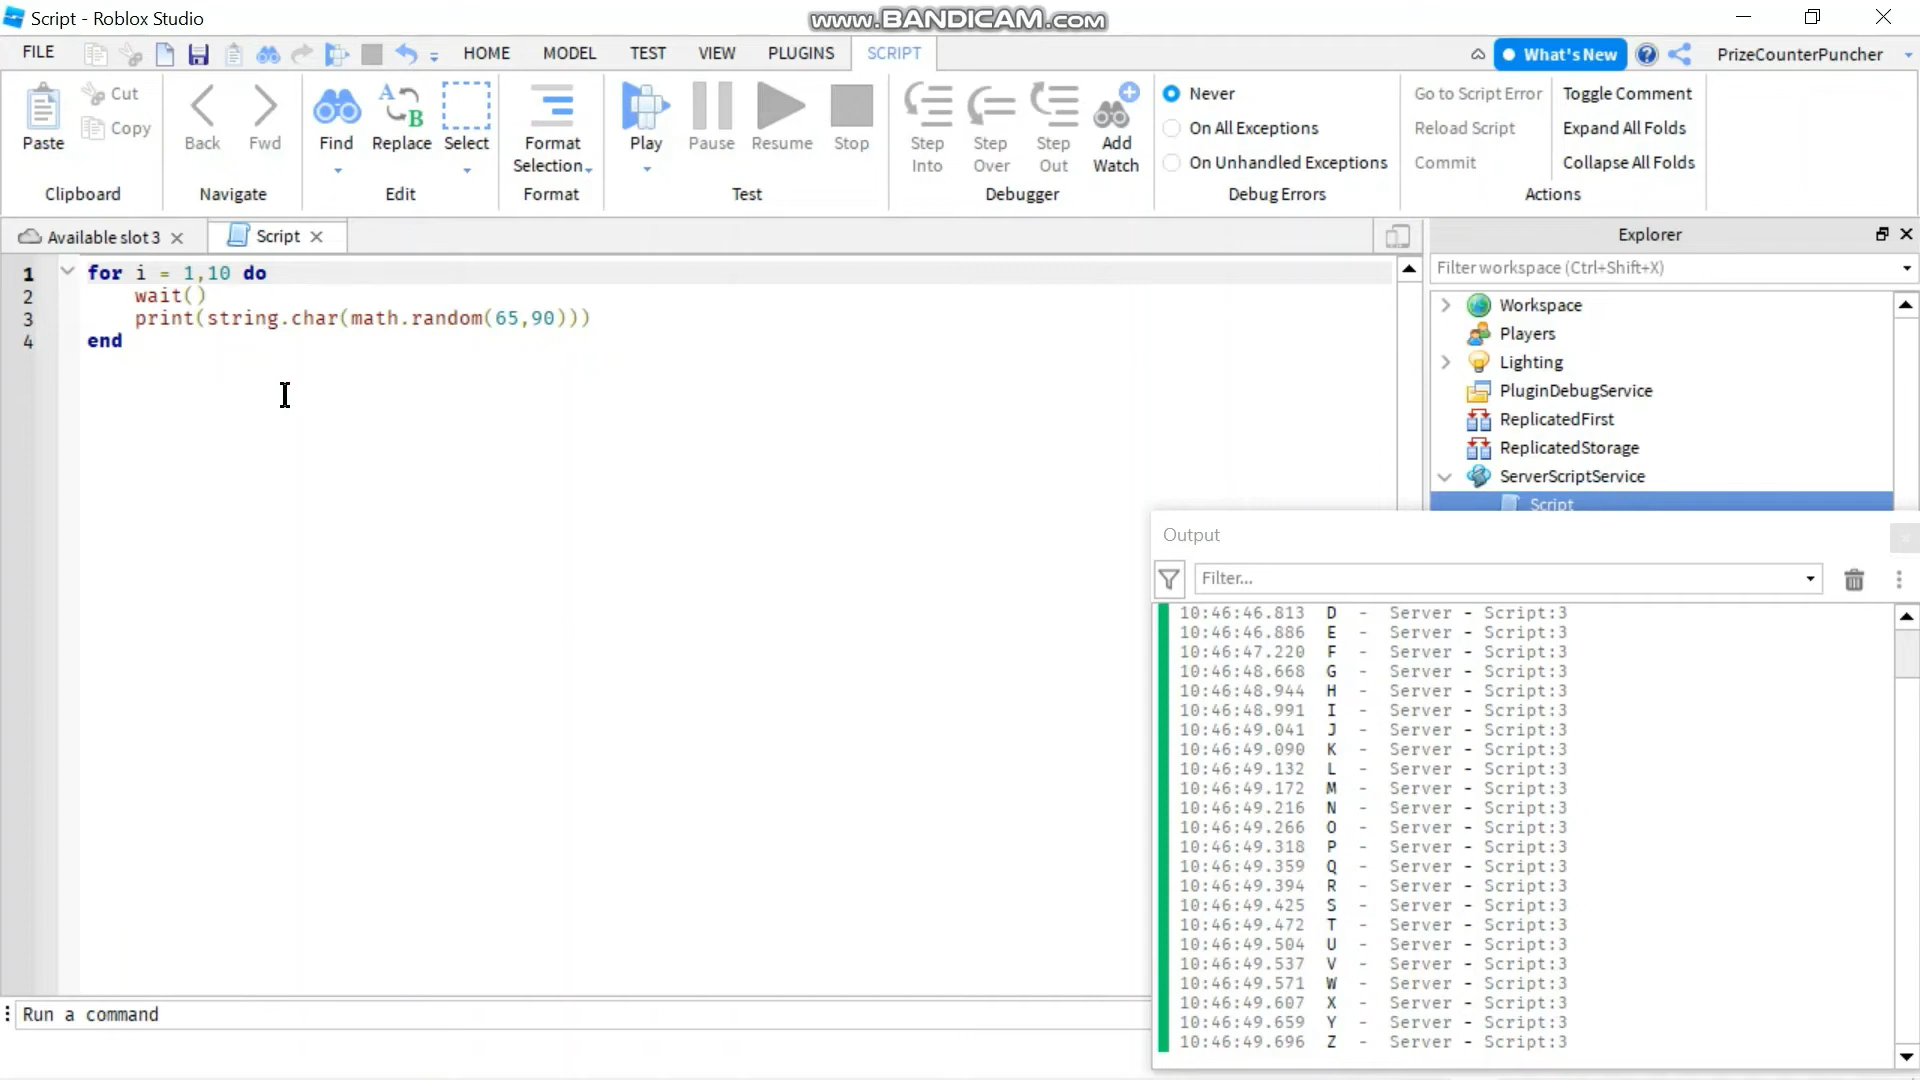 Script - Roblox Studio
www.BANDICAM.com
FILE
HOME
MODEL
TEST
VIEW
PLUGINS
SCRIPT
What's New
PrizeCounterPuncher
Paste
Cut
Copy
Clipboard
Back
Fwd
Navigate
Find
Replace
Select
Edit
Format
Selection
Format
Play
Pause
Resume
Stop
Test
Step
Into
Step
Over
Step
Out
Add
Watch
Debugger
Never
On All Exceptions
On Unhandled Exceptions
Debug Errors
Go to Script Error
Reload Script
Commit
Toggle Comment
Expand All Folds
Collapse All Folds
Actions
Available slot 3
Script
1 for i = 1,10 do
2 wait()
3 print(string.char(math.random(65,90)))
4 end
Run a command
Explorer
Filter workspace (Ctrl+Shift+X)
Workspace
Players
Lighting
PluginDebugService
ReplicatedFirst
ReplicatedStorage
ServerScriptService
Script
Output
Filter...
10:46:46.813 D - Server - Script:3
10:46:46.886 E - Server - Script:3
10:46:47.220 F - Server - Script:3
10:46:48.668 G - Server - Script:3
10:46:48.944 H - Server - Script:3
10:46:48.991 I - Server - Script:3
10:46:49.041 J - Server - Script:3
10:46:49.090 K - Server - Script:3
10:46:49.132 L - Server - Script:3
10:46:49.172 M - Server - Script:3
10:46:49.216 N - Server - Script:3
10:46:49.266 O - Server - Script:3
10:46:49.318 P - Server - Script:3
10:46:49.359 Q - Server - Script:3
10:46:49.394 R - Server - Script:3
10:46:49.425 S - Server - Script:3
10:46:49.472 T - Server - Script:3
10:46:49.504 U - Server - Script:3
10:46:49.537 V - Server - Script:3
10:46:49.571 W - Server - Script:3
10:46:49.607 X - Server - Script:3
10:46:49.659 Y - Server - Script:3
10:46:49.696 Z - Server - Script:3